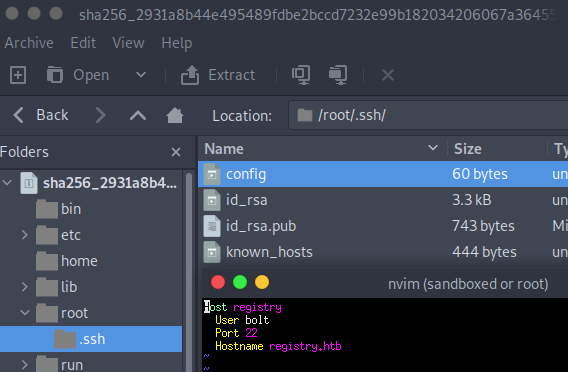 sha256_2931a8b44e495489fdbe2bccd7232e99b182034206067a36455
Archive Edit View Help
Open Extract
Back Location: /root/.ssh/
Folders Name Size Ty
sha256_2931a8b4... config 60 bytes un
bin id_rsa 3.3 kB un
etc id_rsa.pub 743 bytes Mi
home known_hosts 444 bytes un
lib
root
.ssh
run
nvim (sandboxed or root)
Host registry
User bolt
Port 22
Hostname registry.htb
~
~